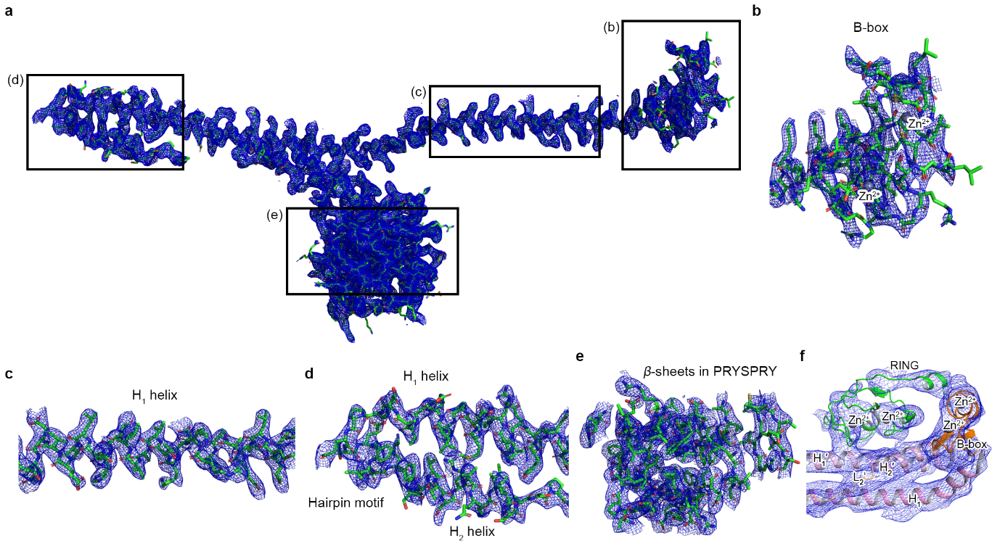 a
(b)
(c)
(d)
(e)
b
B-box
Zn2+
Zn2+
c
H1 helix
d
H1 helix
Hairpin motif
H2 helix
e
β-sheets in PRYSPRY
f
RING
Zn2+
Zn2+ Zn2+
Zn2+
B-box
H1′
L2′ H2′
H1